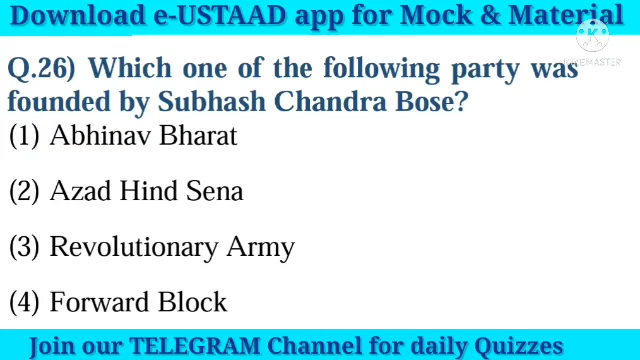 Download e-USTAAD app for Mock & Material
Q.26) Which one of the following party was
founded by Subhash Chandra Bose?
(1) Abhinav Bharat
(2) Azad Hind Sena
(3) Revolutionary Army
(4) Forward Block
Join our TELEGRAM Channel for daily Quizzes
KINEMASTER